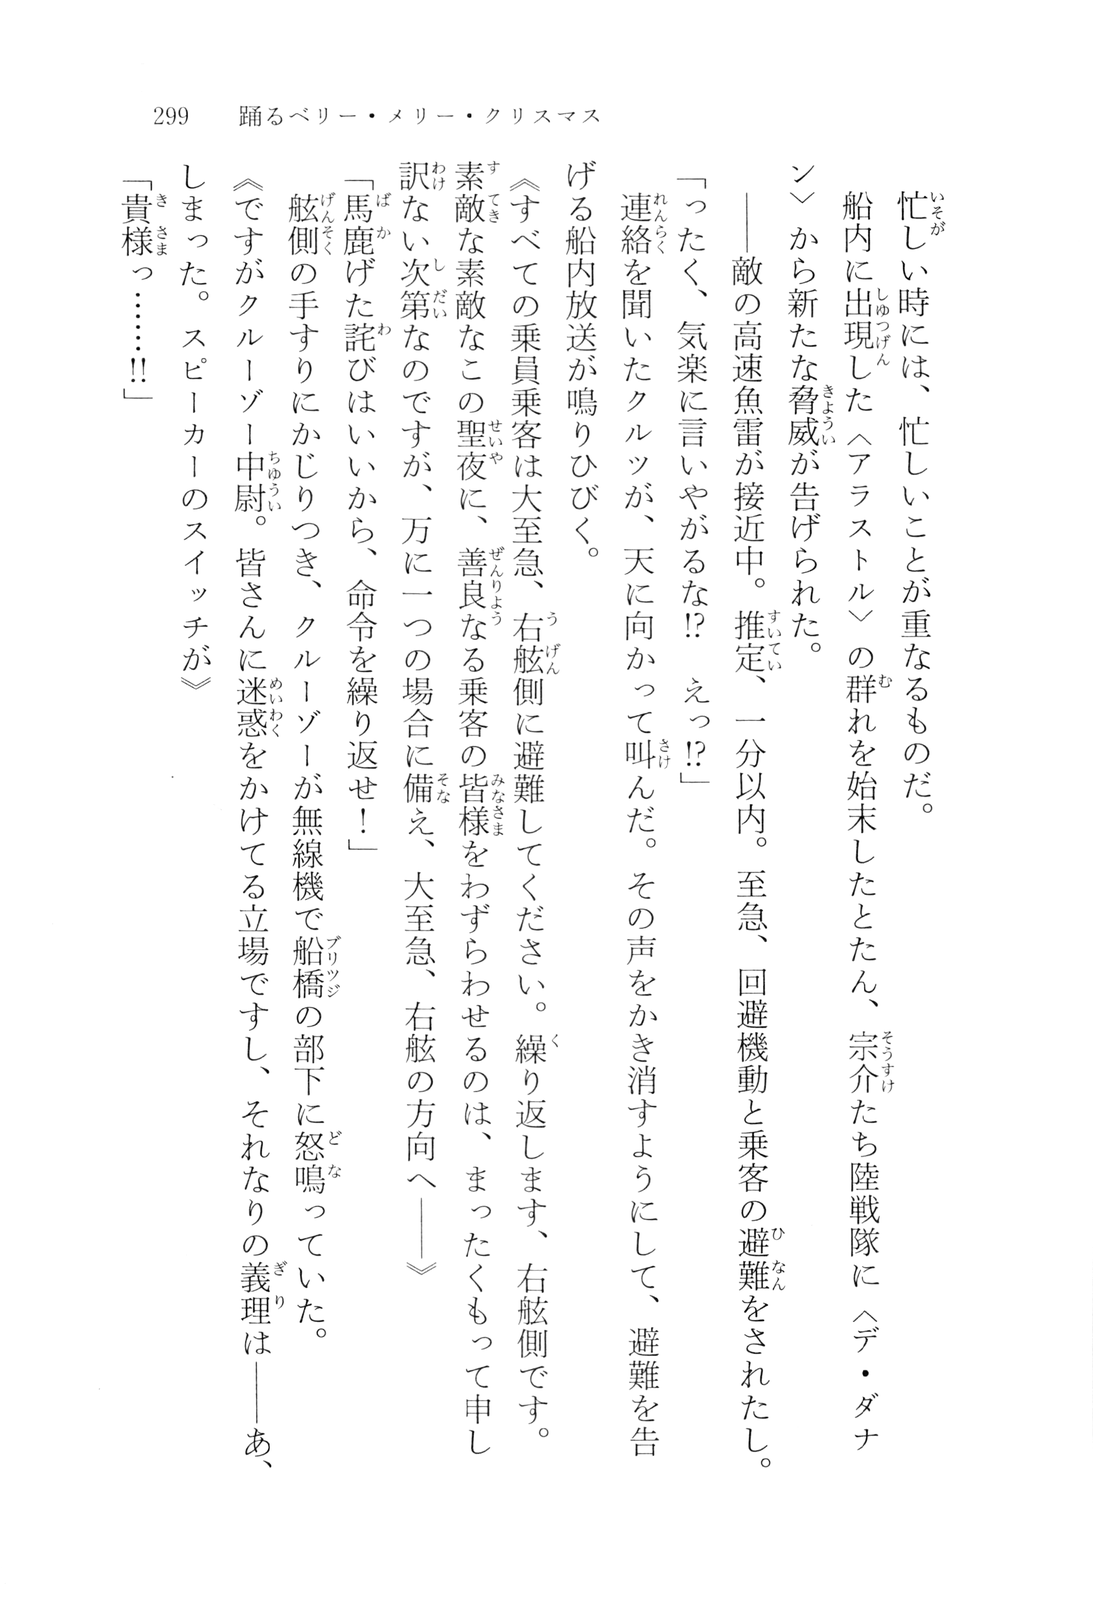 299　踊るベリー・メリー・クリスマス
忙しい時には、忙しいことが重なるものだ。
船内に出現した〈アラストル〉の群れを始末したとたん、宗介たち陸戦隊に〈デ・ダナ
ン〉から新たな脅威が告げられた。
――敵の高速魚雷が接近中。推定、一分以内。至急、回避機動と乗客の避難をされたし。
「ったく、気楽に言いやがるな!?　えっ!?」
連絡を聞いたクルツが、天に向かって叫んだ。その声をかき消すようにして、避難を告
げる船内放送が鳴りひびく。
《すべての乗員乗客は大至急、右舷側に避難してください。繰り返します、右舷側です。
素敵な素敵なこの聖夜に、善良なる乗客の皆様をわずらわせるのは、まったくもって申し
訳ない次第なのですが、万に一つの場合に備え、大至急、右舷の方向へ――》
「馬鹿げた詫びはいいから、命令を繰り返せ！」
舷側の手すりにかじりつき、クルーゾーが無線機で船橋の部下に怒鳴っていた。
《ですがクルーゾー中尉。皆さんに迷惑をかけてる立場ですし、それなりの義理は――あ、
しまった。スピーカーのスイッチが》
「貴様っ……!!」